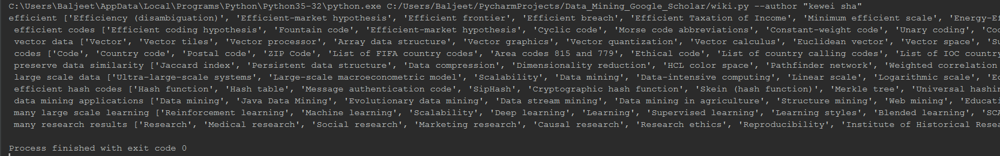 C:\Users\Baljeet\AppData\Local\Programs\Python\Python35-32\python.exe C:/Users/Baljeet/PycharmProjects/Data_Mining_Google_Scholar/wiki.py --author "kewei sha"
efficient ['Efficiency (disambiguation)', 'Efficient-market hypothesis', 'Efficient frontier', 'Efficient breach', 'Efficient Taxation of Income', 'Minimum efficient scale', 'Energy-Ef
efficient codes ['Efficient coding hypothesis', 'Fountain code', 'Efficient-market hypothesis', 'Cyclic code', 'Morse code abbreviations', 'Constant-weight code', 'Unary coding', 'Coo
vector data ['Vector', 'Vector tiles', 'Vector processor', 'Array data structure', 'Vector graphics', 'Vector quantization', 'Vector calculus', 'Euclidean vector', 'Vector space', 'Su
codes ['Code', 'Country code', 'Postal code', 'ZIP Code', 'List of FIFA country codes', 'Area codes 815 and 779', 'Ethical code', 'List of country calling codes', 'List of IOC country
preserve data similarity ['Jaccard index', 'Persistent data structure', 'Data compression', 'Dimensionality reduction', 'HCL color space', 'Pathfinder network', 'Weighted correlation
large scale data ['Ultra-large-scale systems', 'Large-scale macroeconometric model', 'Scalability', 'Data mining', 'Data-intensive computing', 'Linear scale', 'Logarithmic scale', 'Ec
efficient hash codes ['Hash function', 'Hash table', 'Message authentication code', 'SipHash', 'Cryptographic hash function', 'Skein (hash function)', 'Merkle tree', 'Universal hashin
data mining applications ['Data mining', 'Java Data Mining', 'Evolutionary data mining', 'Data stream mining', 'Data mining in agriculture', 'Structure mining', 'Web mining', 'Educati
many large scale learning ['Reinforcement learning', 'Machine learning', 'Scalability', 'Deep learning', 'Learning', 'Supervised learning', 'Learning styles', 'Blended learning', 'SCA
many research results ['Research', 'Medical research', 'Social research', 'Marketing research', 'Causal research', 'Research ethics', 'Reproducibility', 'Institute of Historical Resea
Process finished with exit code 0